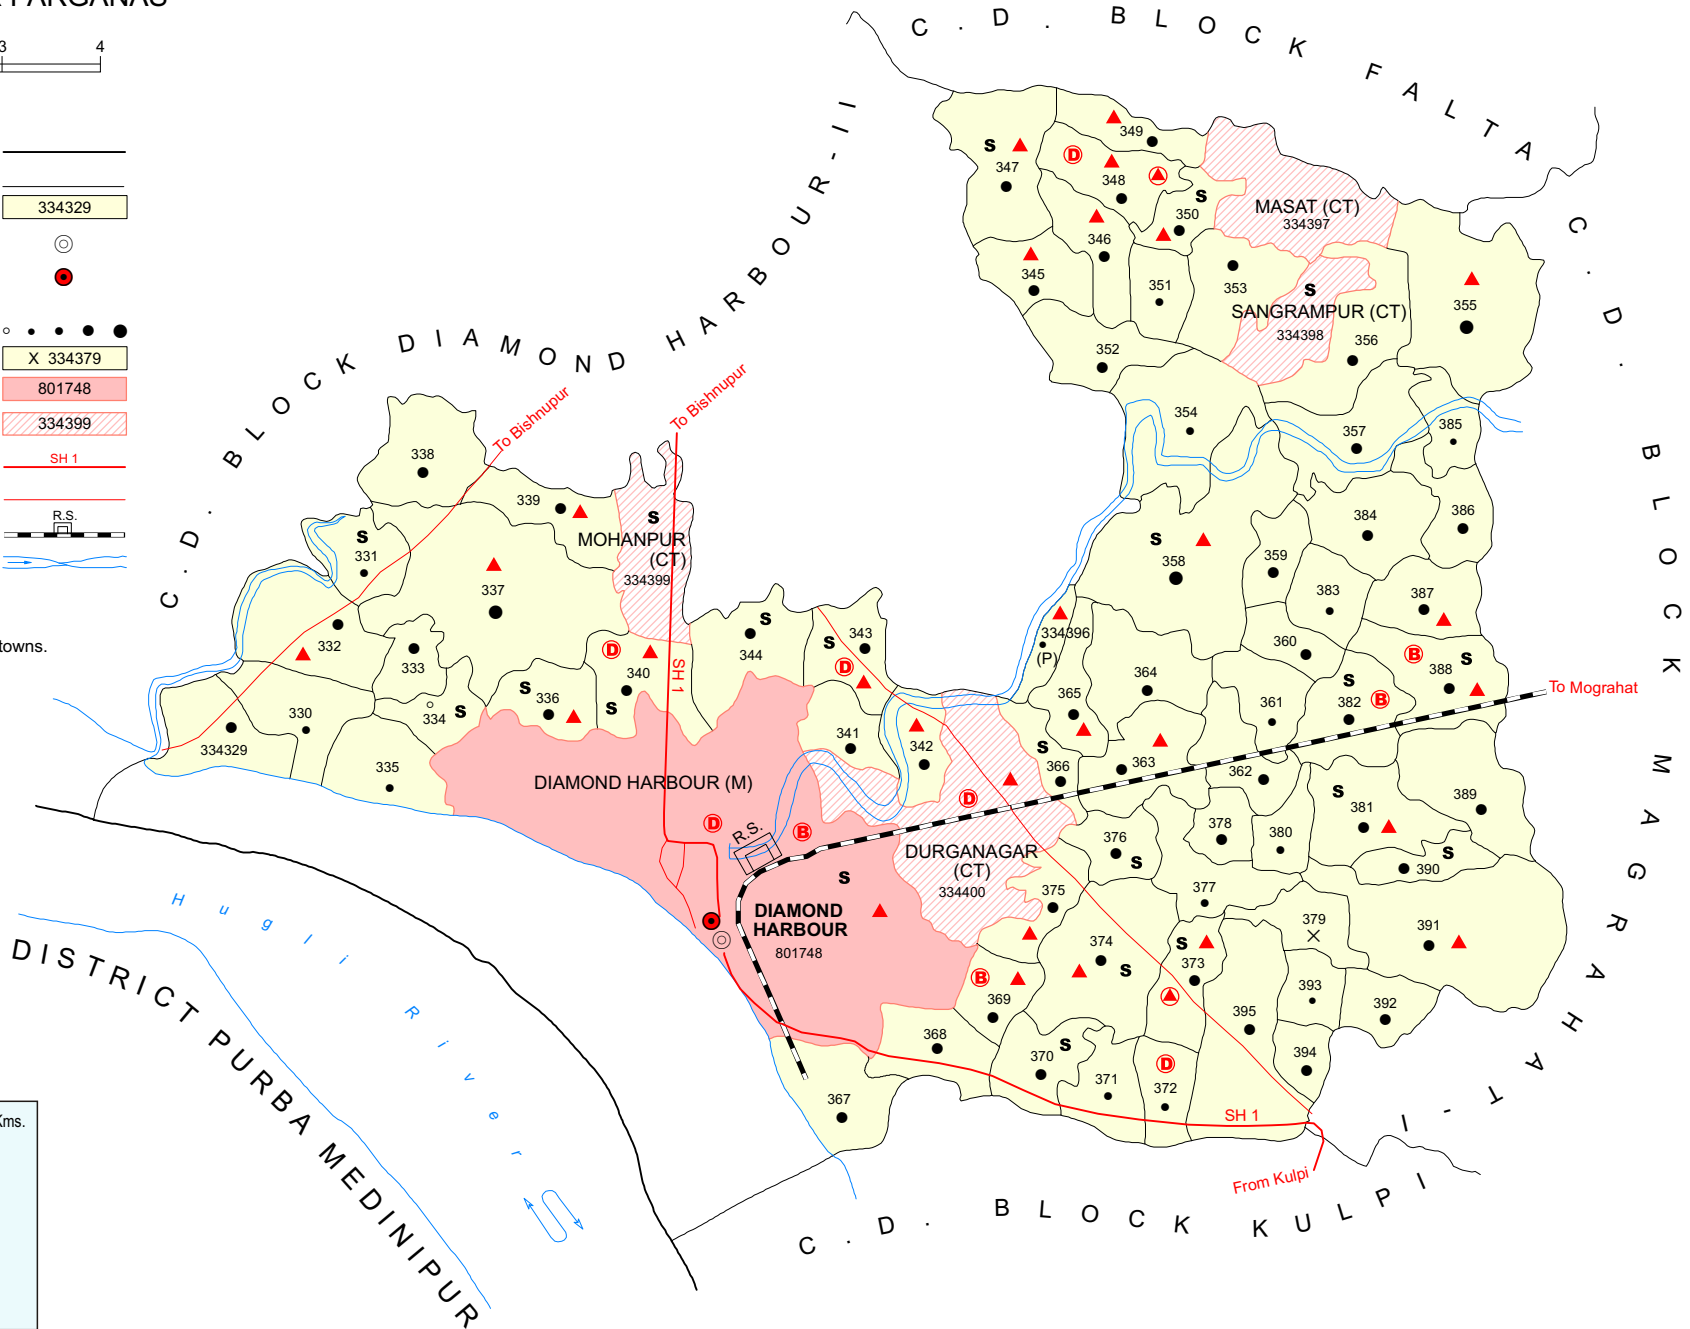 3 4
334329
X 334379
801748
334399
SH 1
R.S.
towns.
Kms.
C.D. BLOCK DIAMOND HARBOUR-II
C.D. BLOCK FALTA
C.D. BLOCK MAGRAHAT-I
C.D. BLOCK KULPI
DISTRICT PURBA MEDINIPUR
Hugli River
To Bishnupur
To Bishnupur
To Mograhat
From Kulpi
SH 1
SH 1
R.S.
349
S 347
D 348
350 S
MASAT (CT)
334397
346
345
351
353
S
SANGRAMPUR (CT)
334398
355
356
352
354
357
385
338
339
S
MOHANPUR
(CT)
334399
S
331
337
332
333
334 S
330
334329
335
S
336
D
340
S
S
344
S 343
D
341
342
S
358
359
384
386
383
387
360
334396
(P)
364
365
361
S
382 B
B
388 S
S
366
363
362
S
381
389
S
390
378
380
376
S
377
379
391
DIAMOND HARBOUR (M)
D
B
S
DIAMOND
HARBOUR
801748
D
DURGANAGAR
(CT)
334400
375
374
S
S
373
B
369
393
392
395
394
368
370
S
371
D
372
367